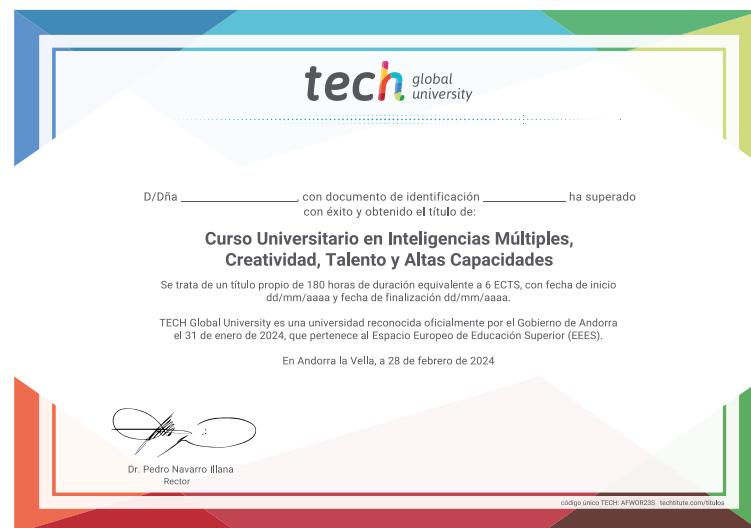 tech global university
D/Dña ____________, con documento de identificación ____________ ha superado
con éxito y obtenido el título de:
Curso Universitario en Inteligencias Múltiples,
Creatividad, Talento y Altas Capacidades
Se trata de un título propio de 180 horas de duración equivalente a 6 ECTS, con fecha de inicio
dd/mm/aaaa y fecha de finalización dd/mm/aaaa.
TECH Global University es una universidad reconocida oficialmente por el Gobierno de Andorra
el 31 de enero de 2024, que pertenece al Espacio Europeo de Educación Superior (EEES).
En Andorra la Vella, a 28 de febrero de 2024
Dr. Pedro Navarro Illana
Rector
código único TECH: AFWOR23S techtitute.com/titulos